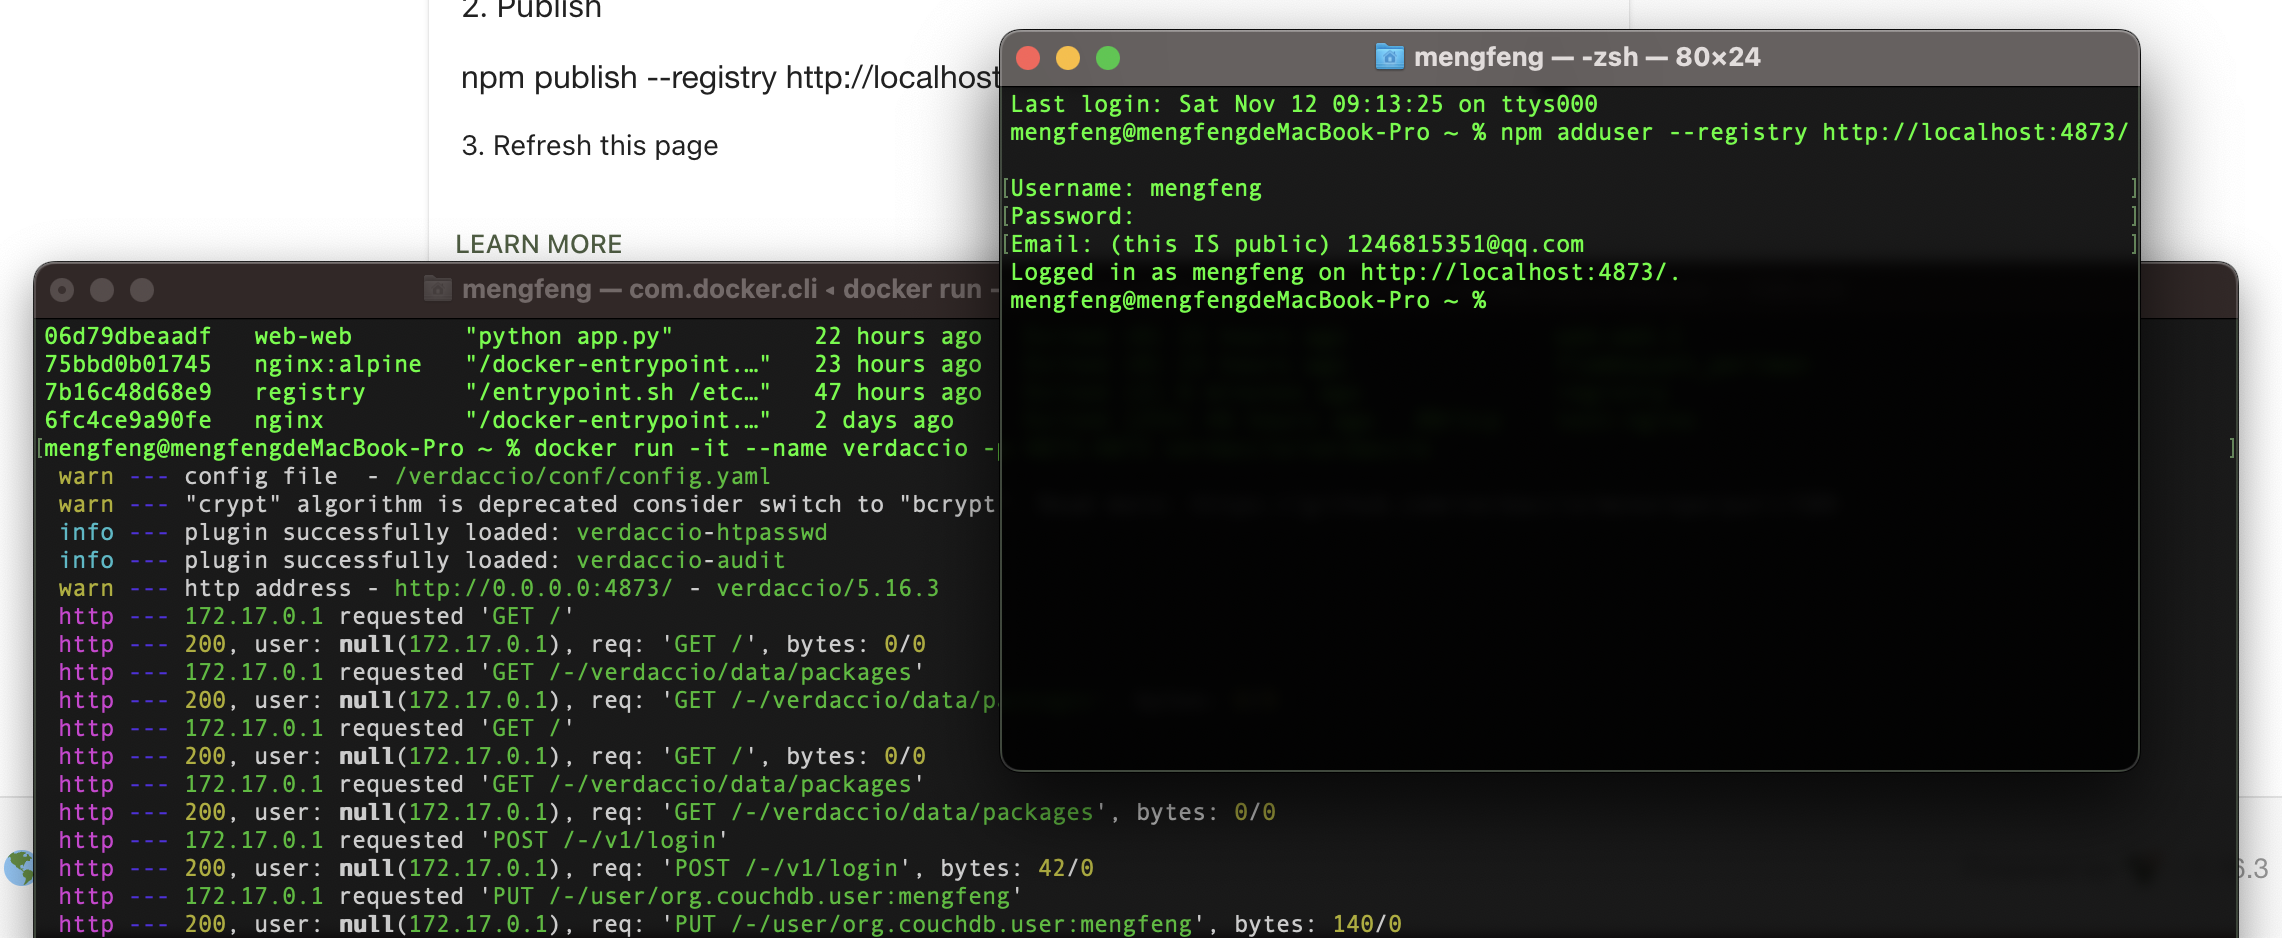 2. Publish
npm publish --registry http://localhost
3. Refresh this page
LEARN MORE
mengfeng — -zsh — 80×24
Last login: Sat Nov 12 09:13:25 on ttys000
mengfeng@mengfengdeMacBook-Pro ~ % npm adduser --registry http://localhost:4873/
[Username: mengfeng ]
[Password: ]
[Email: (this IS public) 1246815351@qq.com ]
Logged in as mengfeng on http://localhost:4873/.
mengfeng@mengfengdeMacBook-Pro ~ %
mengfeng — com.docker.cli ◂ docker run -
06d79dbeaadf web-web "python app.py" 22 hours ago
75bbd0b01745 nginx:alpine "/docker-entrypoint.…" 23 hours ago
7b16c48d68e9 registry "/entrypoint.sh /etc…" 47 hours ago
6fc4ce9a90fe nginx "/docker-entrypoint.…" 2 days ago
[mengfeng@mengfengdeMacBook-Pro ~ % docker run -it --name verdaccio -p ]
warn --- config file - /verdaccio/conf/config.yaml
warn --- "crypt" algorithm is deprecated consider switch to "bcrypt
info --- plugin successfully loaded: verdaccio-htpasswd
info --- plugin successfully loaded: verdaccio-audit
warn --- http address - http://0.0.0.0:4873/ - verdaccio/5.16.3
http --- 172.17.0.1 requested 'GET /'
http --- 200, user: null(172.17.0.1), req: 'GET /', bytes: 0/0
http --- 172.17.0.1 requested 'GET /-/verdaccio/data/packages'
http --- 200, user: null(172.17.0.1), req: 'GET /-/verdaccio/data/p
http --- 172.17.0.1 requested 'GET /'
http --- 200, user: null(172.17.0.1), req: 'GET /', bytes: 0/0
http --- 172.17.0.1 requested 'GET /-/verdaccio/data/packages'
http --- 200, user: null(172.17.0.1), req: 'GET /-/verdaccio/data/packages', bytes: 0/0
http --- 172.17.0.1 requested 'POST /-/v1/login'
http --- 200, user: null(172.17.0.1), req: 'POST /-/v1/login', bytes: 42/0
http --- 172.17.0.1 requested 'PUT /-/user/org.couchdb.user:mengfeng'
http --- 200, user: null(172.17.0.1), req: 'PUT /-/user/org.couchdb.user:mengfeng', bytes: 140/0
6.3